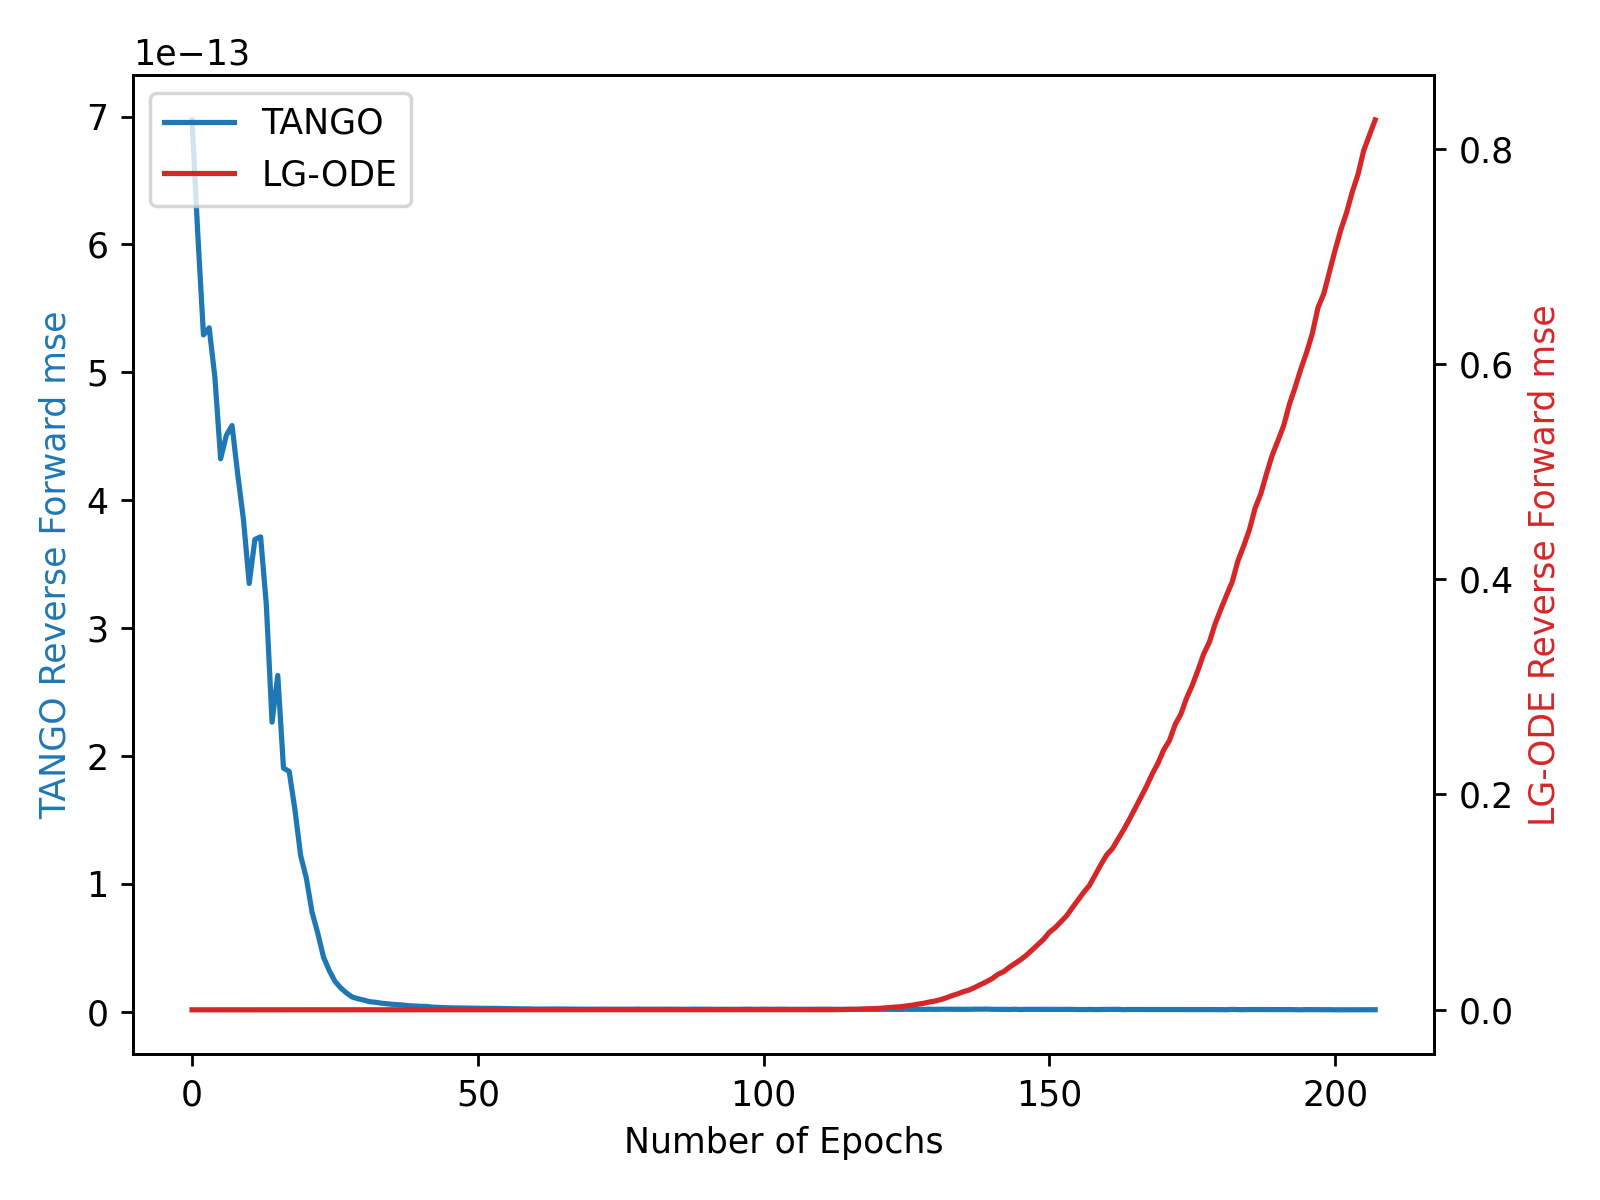 1e−13
TANGO
LG-ODE
7
6
5
4
3
2
1
0
TANGO Reverse Forward mse
0.8
0.6
0.4
0.2
0.0
LG-ODE Reverse Forward mse
0 50 100 150 200
Number of Epochs